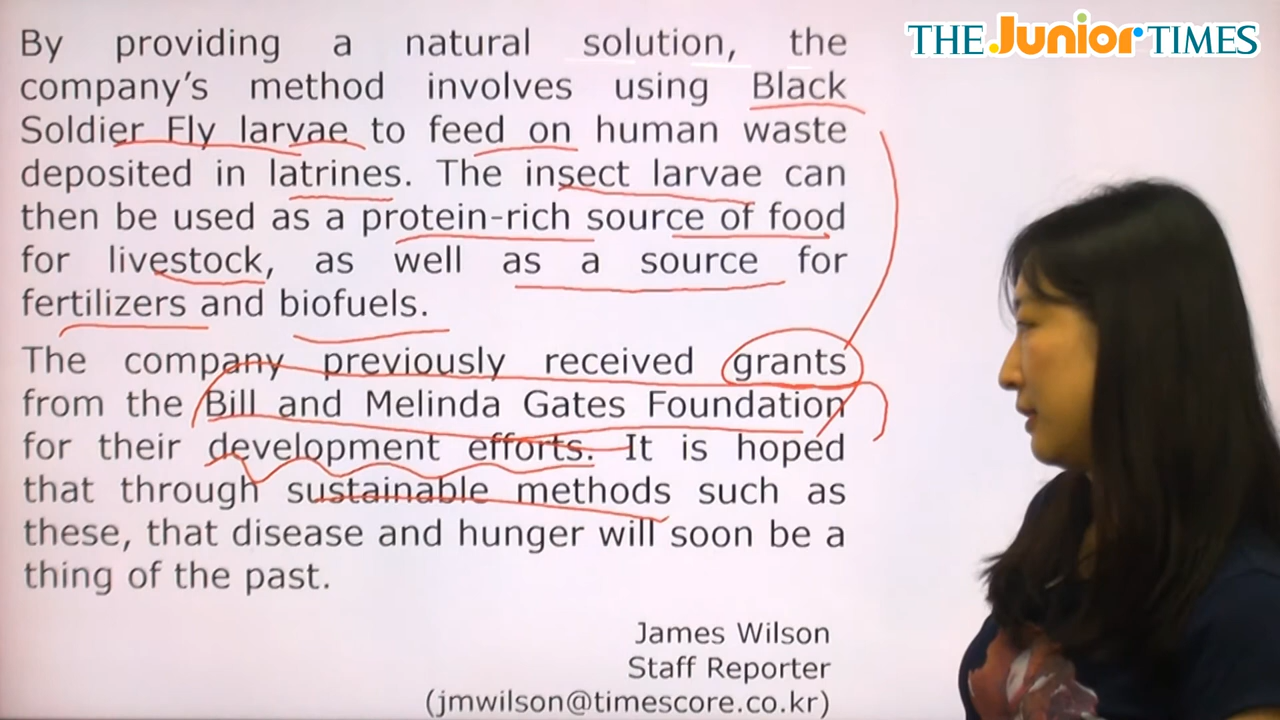 THE Junior TIMES
By providing a natural solution, the
company's method involves using Black
Soldier Fly larvae to feed on human waste
deposited in latrines. The insect larvae can
then be used as a protein-rich source of food
for livestock, as well as a source for
fertilizers and biofuels.
The company previously received grants
from the Bill and Melinda Gates Foundation
for their development efforts. It is hoped
that through sustainable methods such as
these, that disease and hunger will soon be a
thing of the past.
James Wilson
Staff Reporter
(jmwilson@timescore.co.kr)